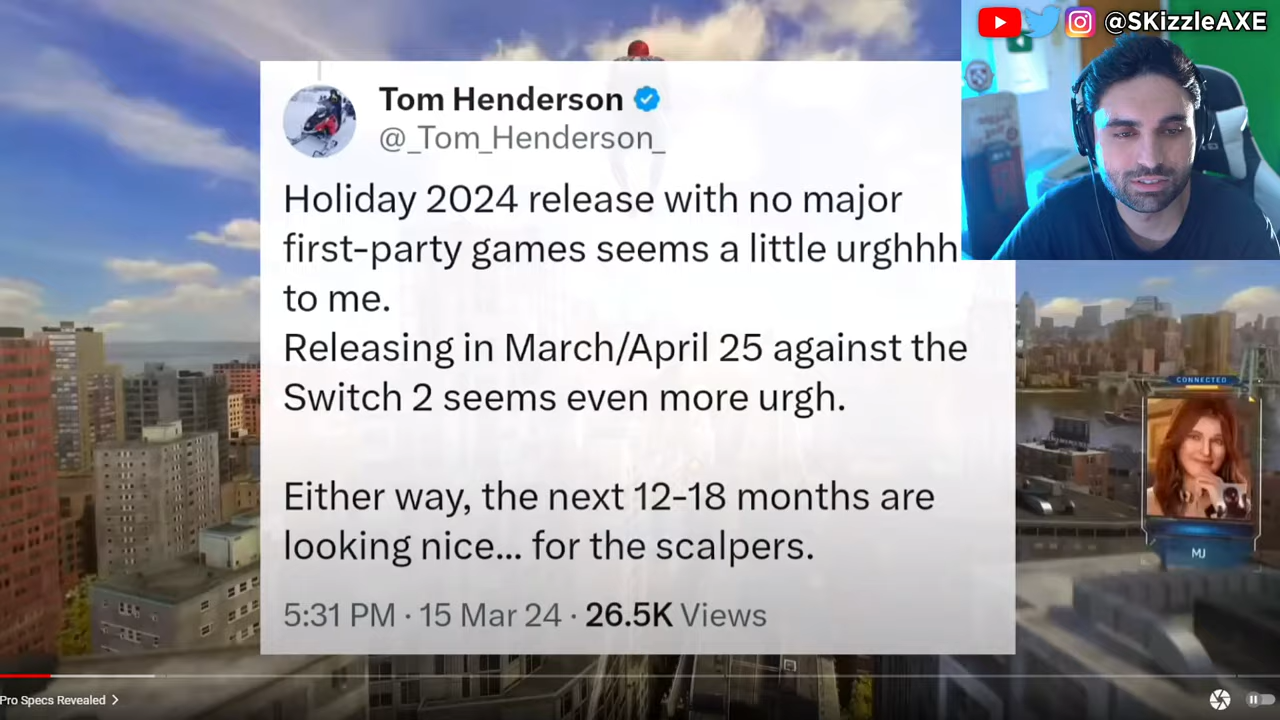 @SKizzleAXE
Tom Henderson
@_Tom_Henderson_
Holiday 2024 release with no major
first-party games seems a little urghhh
to me.
Releasing in March/April 25 against the
Switch 2 seems even more urgh.
Either way, the next 12-18 months are
looking nice... for the scalpers.
5:31 PM · 15 Mar 24 · 26.5K Views
CONNECTED
MJ
Pro Specs Revealed >